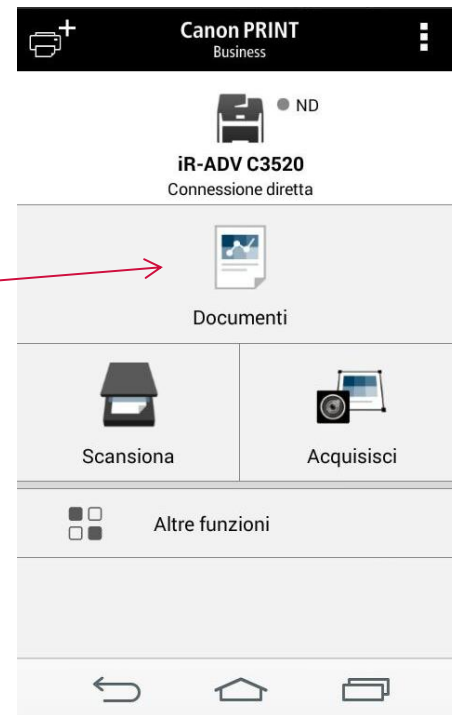 Canon PRINT
Business
ND
iR-ADV C3520
Connessione diretta
Documenti
Scansiona
Acquisisci
Altre funzioni